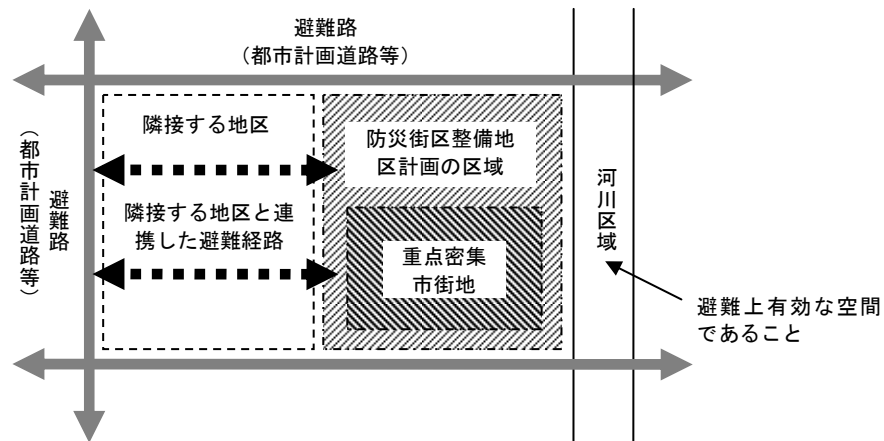 避難路
（都市計画道路等）
隣接する地区
防災街区整備地
区計画の区域
避難路
（都市計画道路等）
隣接する地区と連
携した避難経路
重点密集
市街地
河川区域
避難上有効な空間
であること